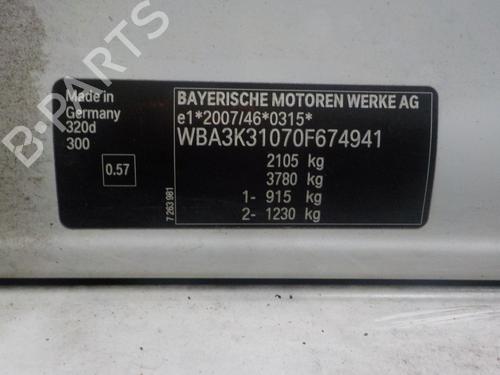 B-PARTS
Made in
Germany
320d
300
0.57
7 263 961
BAYERISCHE MOTOREN WERKE AG
e1*2007/46*0315*
WBA3K31070F674941
2105 kg
3780 kg
1- 915 kg
2- 1230 kg